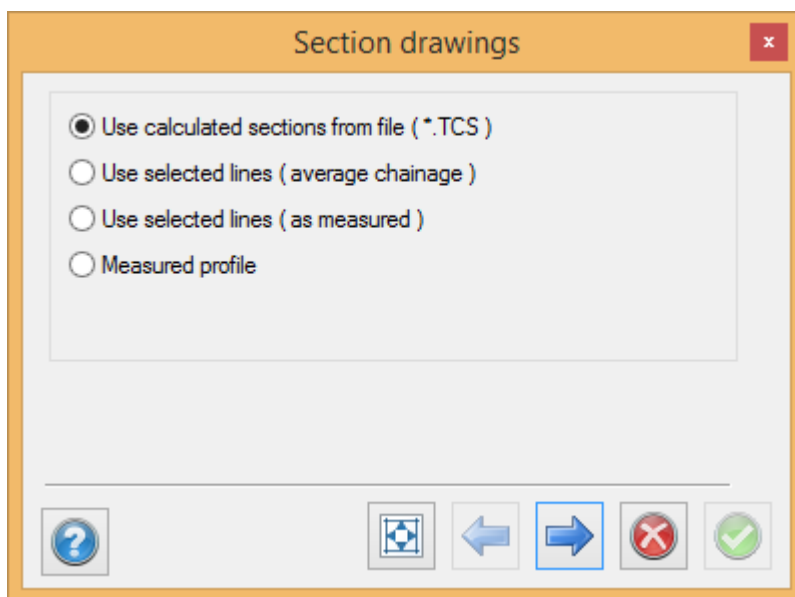 Section drawings
x
Use calculated sections from file ( *.TCS )
Use selected lines ( average chainage )
Use selected lines ( as measured )
Measured profile
?